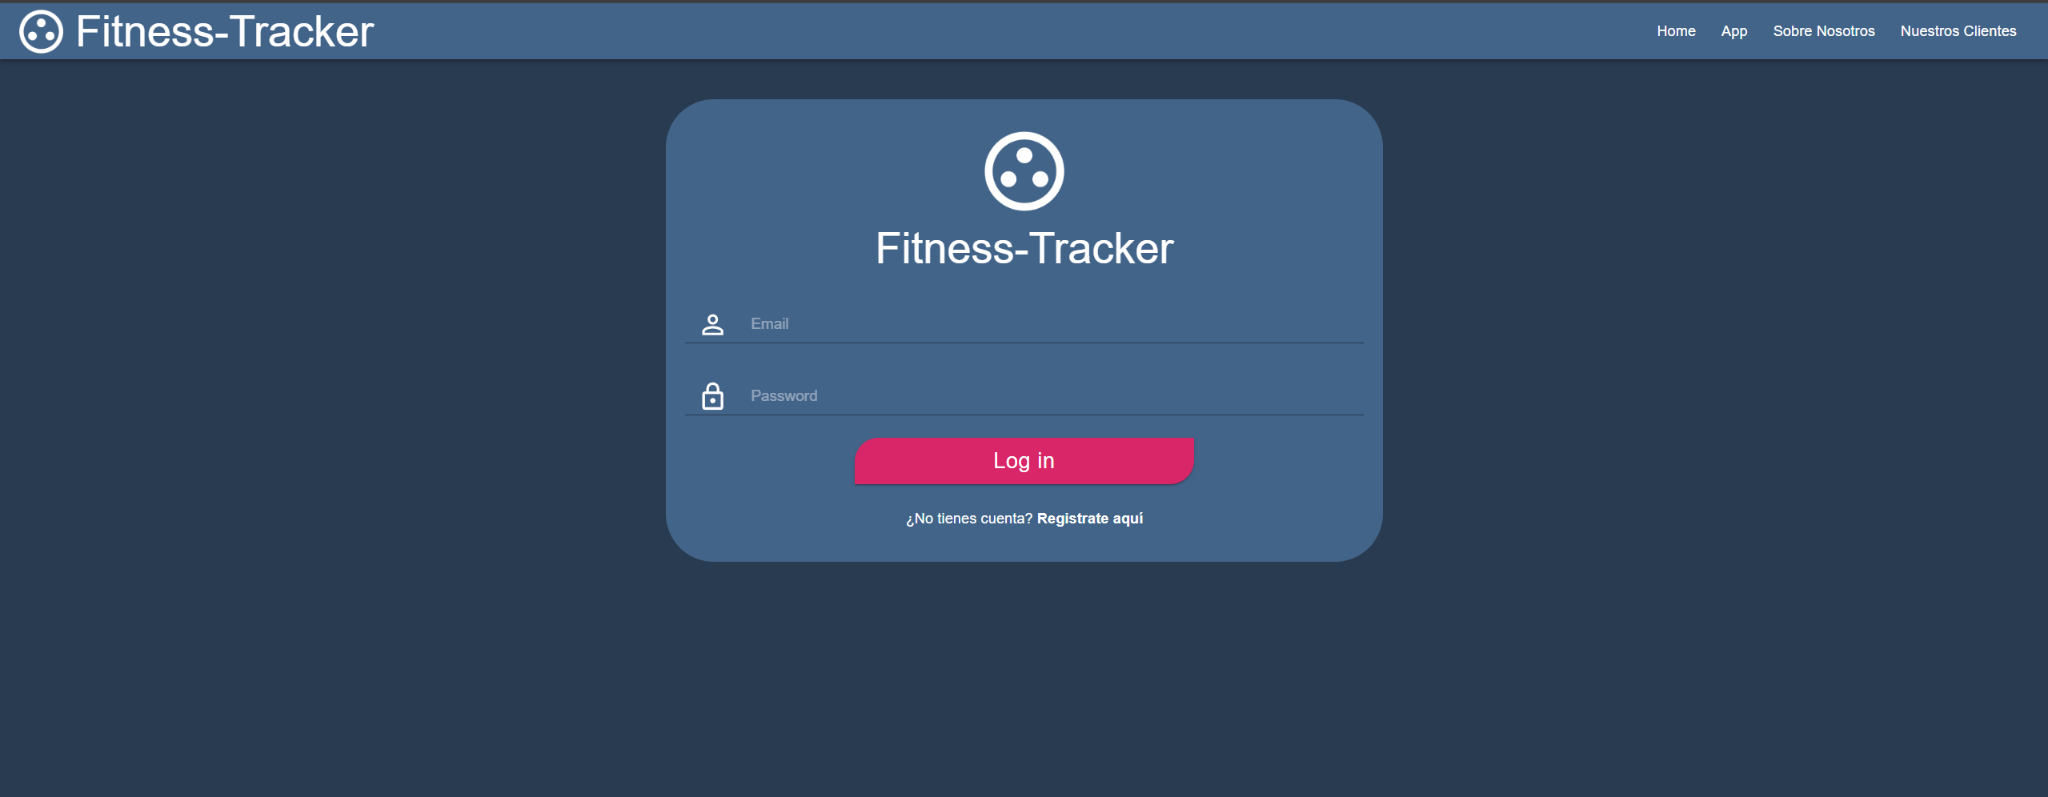 Fitness-Tracker
Home App Sobre Nosotros Nuestros Clientes
Fitness-Tracker
Email
Password
Log in
¿No tienes cuenta? Registrate aquí